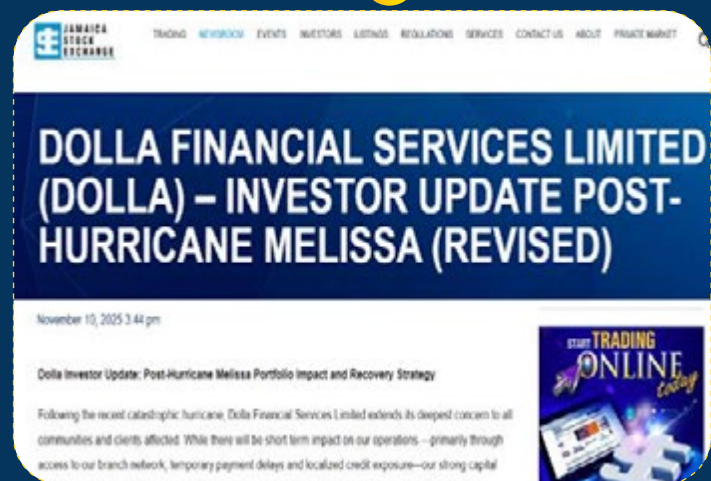 JAMAICA
STOCK
EXCHANGE
TRADING NEWSROOM EVENTS INVESTORS LISTINGS REGULATIONS SERVICES CONTACT US ABOUT PRIVATE MARKET
DOLLA FINANCIAL SERVICES LIMITED
(DOLLA) – INVESTOR UPDATE POST-
HURRICANE MELISSA (REVISED)
November 10, 2025 3:44 pm
Dolla Investor Update: Post-Hurricane Melissa Portfolio Impact and Recovery Strategy
Following the recent catastrophic hurricane, Dolla Financial Services Limited extends its deepest concern to all
communities and clients affected. While there will be short term impact on our operations – primarily through
access to our branch network, temporary payment delays and localized credit exposure—our strong capital
START TRADING
ONLINE
today